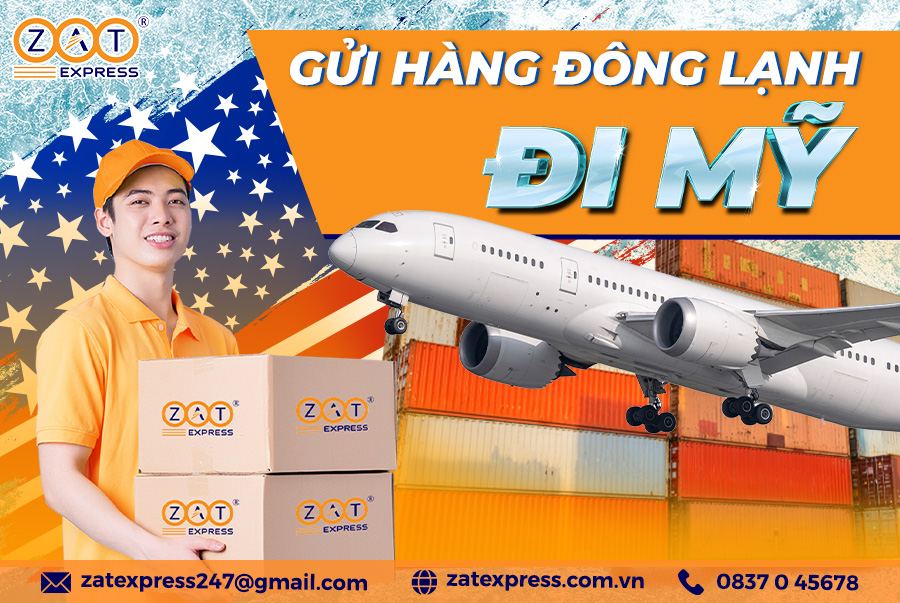 ZAT®
EXPRESS
GỬI HÀNG ĐÔNG LẠNH
ĐI MỸ
ZAT®
EXPRESS
ZAT®
EXPRESS
ZAT®
EXPRESS
ZAT®
EXPRESS
zatexpress247@gmail.com
zatexpress.com.vn
0837 0 45678